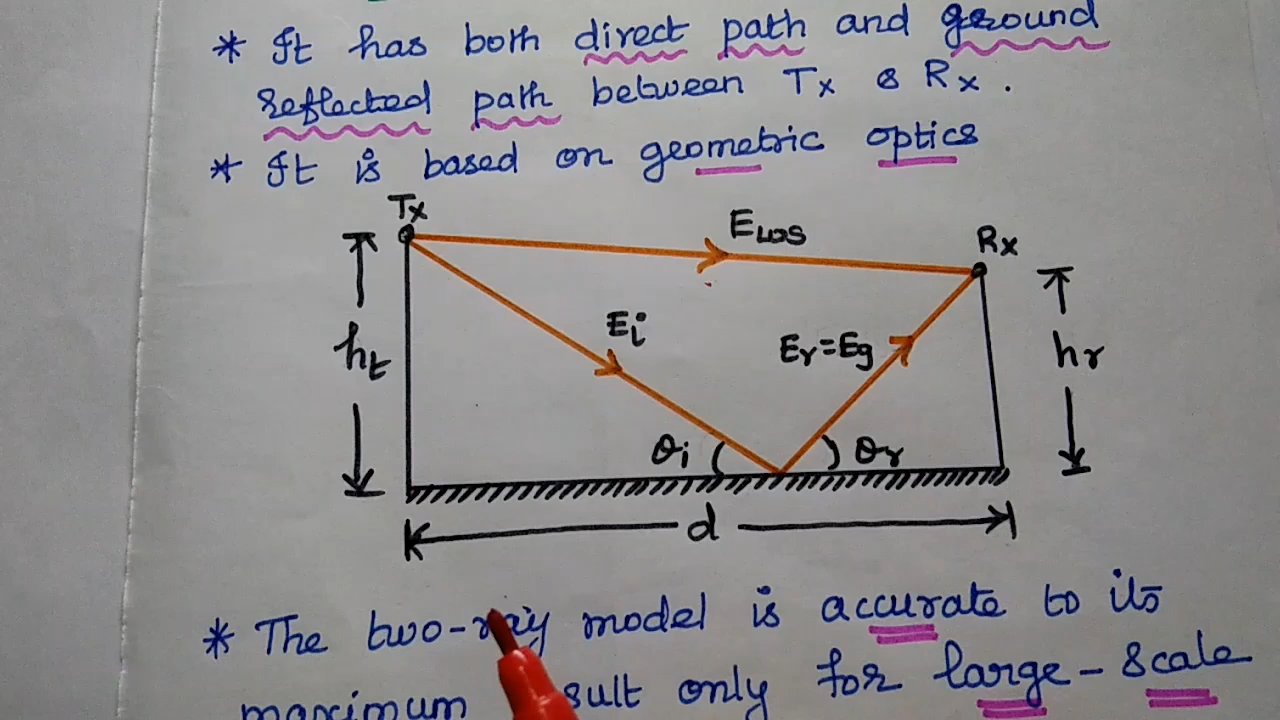 * It has both direct path and ground
reflected path between Tx & Rx.
* It is based on geometric optics
Tx
ELOS
Rx
Ei
Er=Eg
ht
hr
θi
θr
d
* The two-ray model is accurate to its
maximum sult only for large-scale